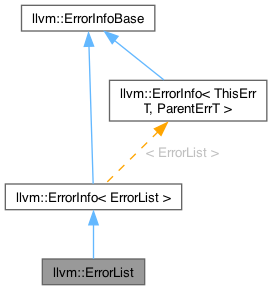 llvm::ErrorInfoBase
llvm::ErrorInfo< ThisErr
T, ParentErrT >
< ErrorList >
llvm::ErrorInfo< ErrorList >
llvm::ErrorList